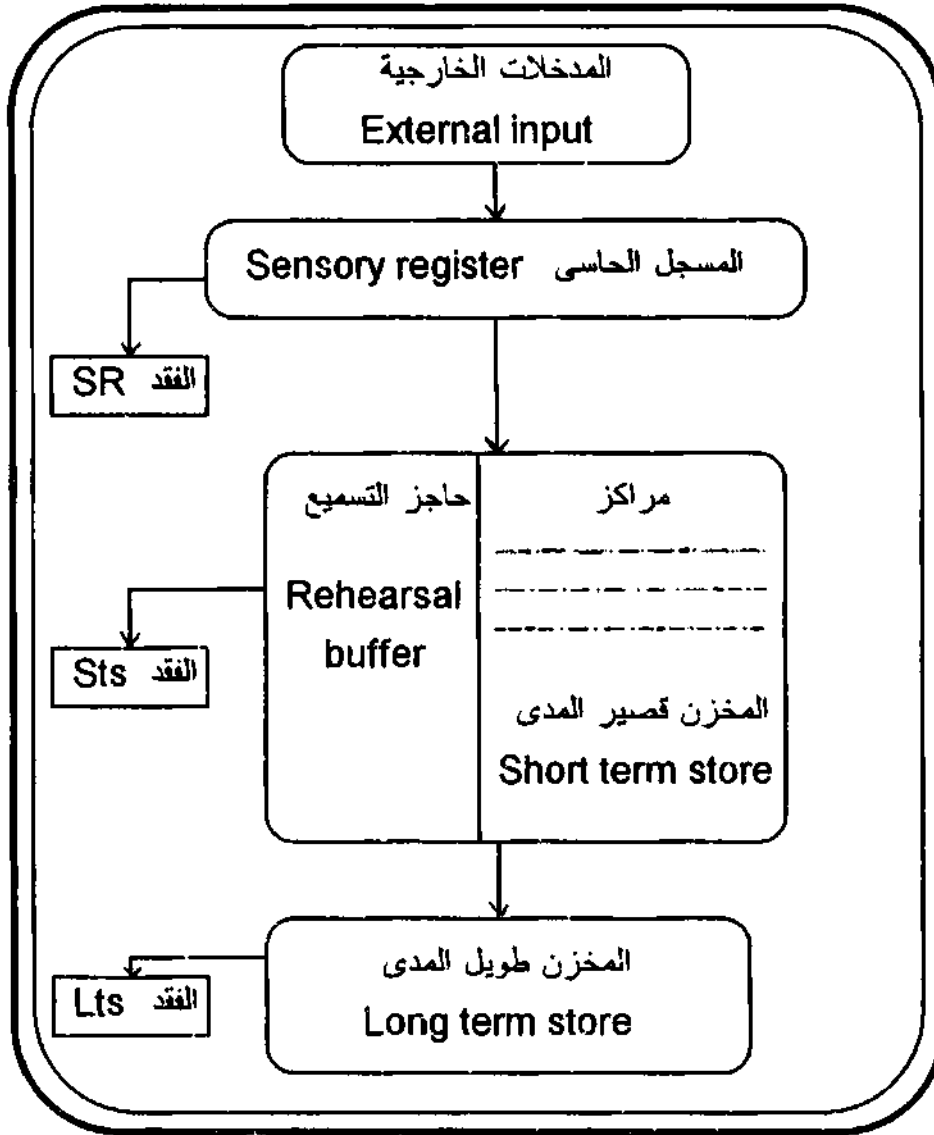 المدخلات الخارجية
External input
Sensory register المسجل الحاسى
SR الفقد
حاجز التسميع
Rehearsal
buffer
مراكز
المخزن قصير المدى
Short term store
Sts الفقد
المخزن طويل المدى
Long term store
Lts الفقد